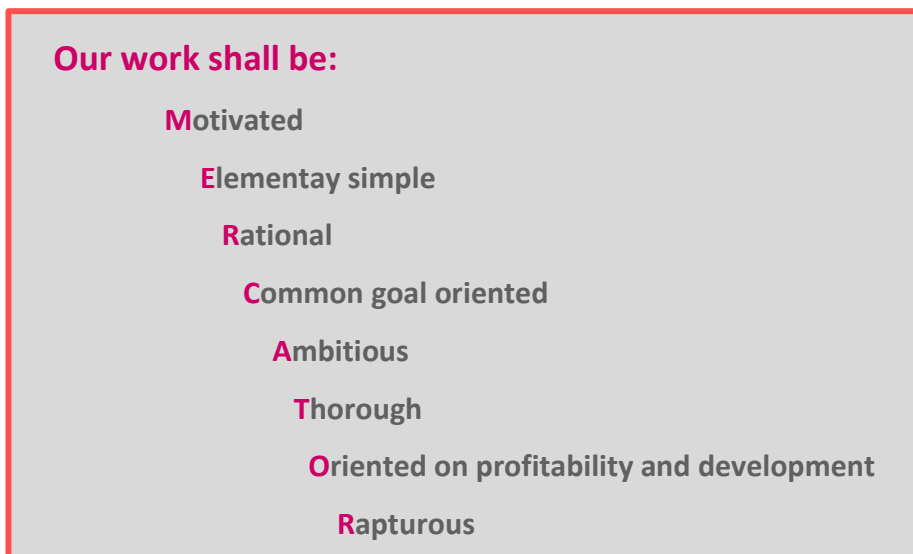 Our work shall be:
Motivated
Elementay simple
Rational
Common goal oriented
Ambitious
Thorough
Oriented on profitability and development
Rapturous